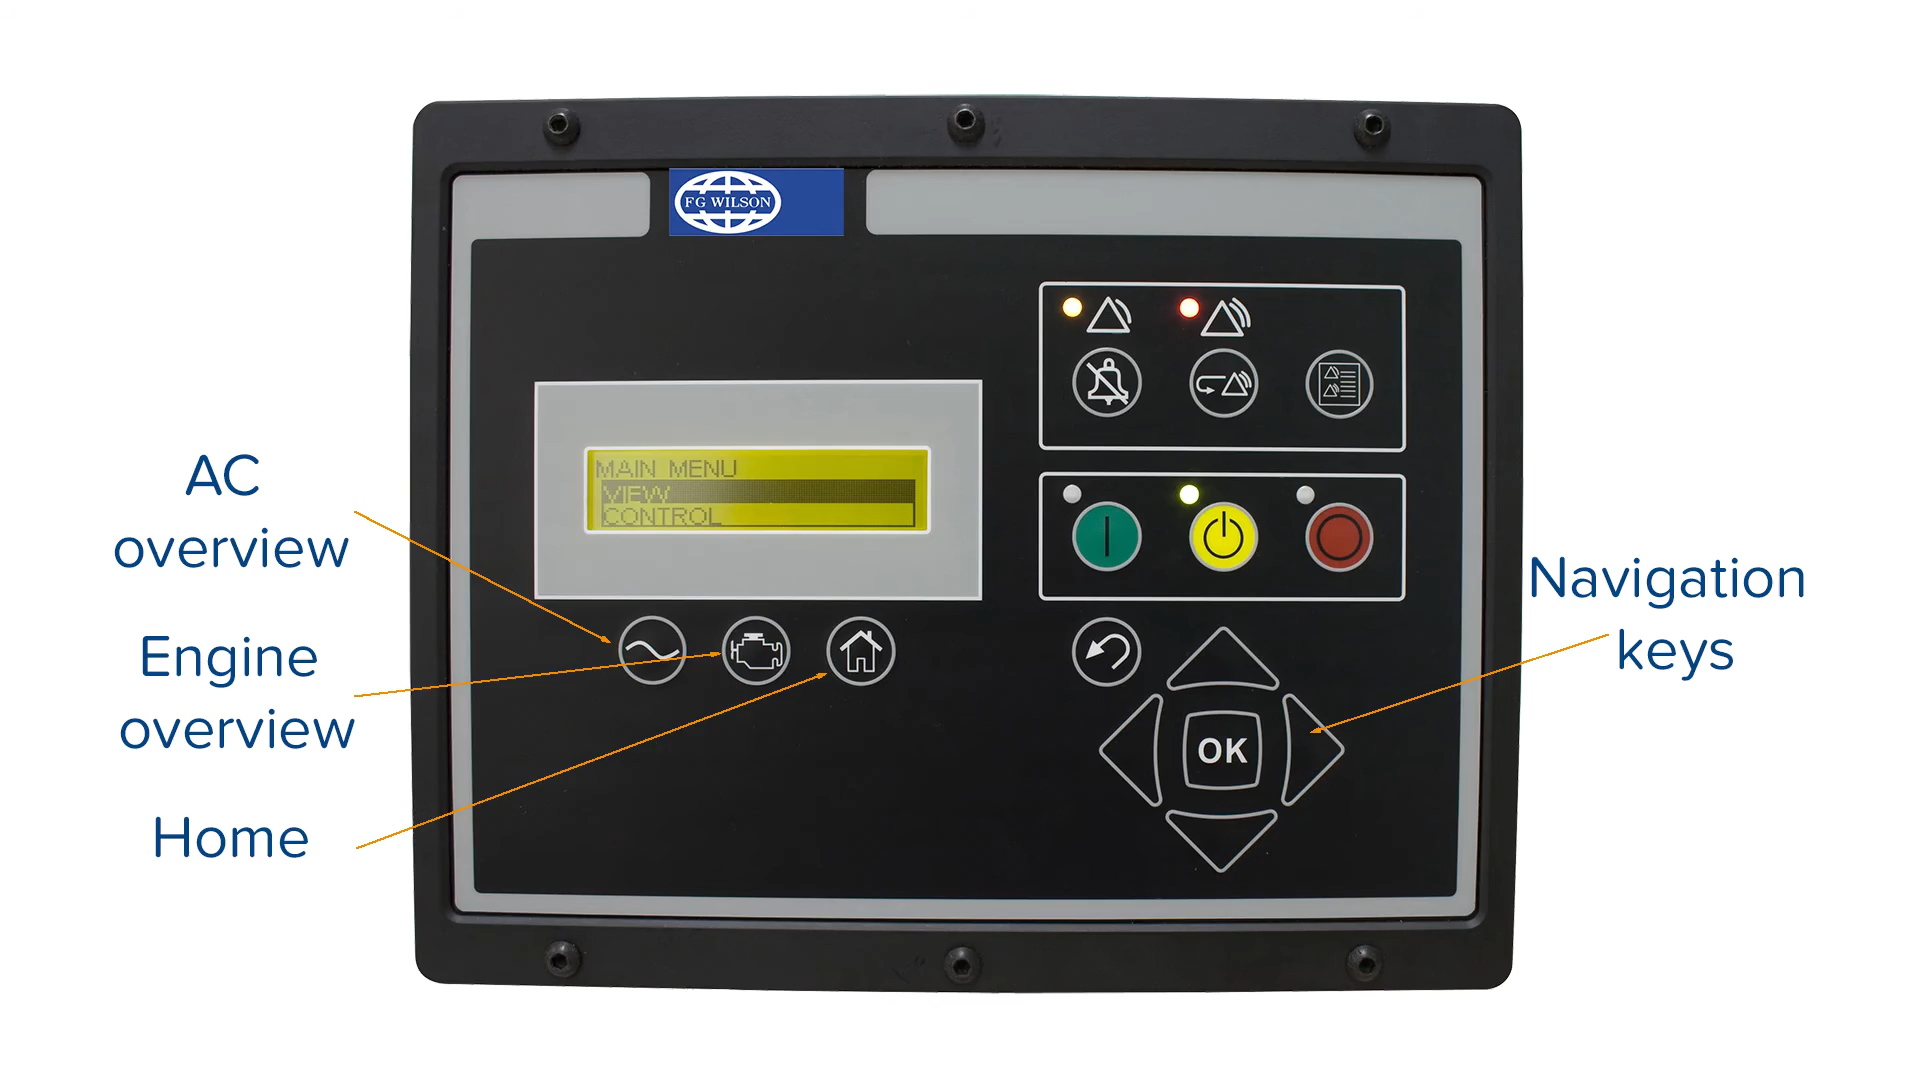 FG WILSON
MAIN MENU
VIEW
CONTROL
AC
overview
Engine
overview
Home
Navigation
keys
OK